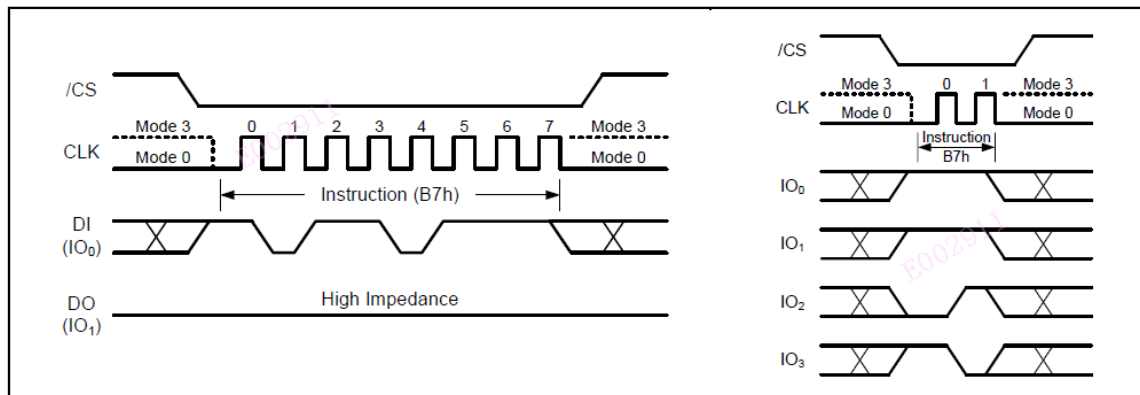 /CS
Mode 3 0 1 2 3 4 5 6 7 Mode 3
CLK
Mode 0 Mode 0
Instruction (B7h)
DI
(IO₀)
High Impedance
DO
(IO₁)
/CS
Mode 3 0 1 Mode 3
CLK
Mode 0 Mode 0
Instruction
B7h
IO₀
IO₁
IO₂
IO₃
E002911
E002911